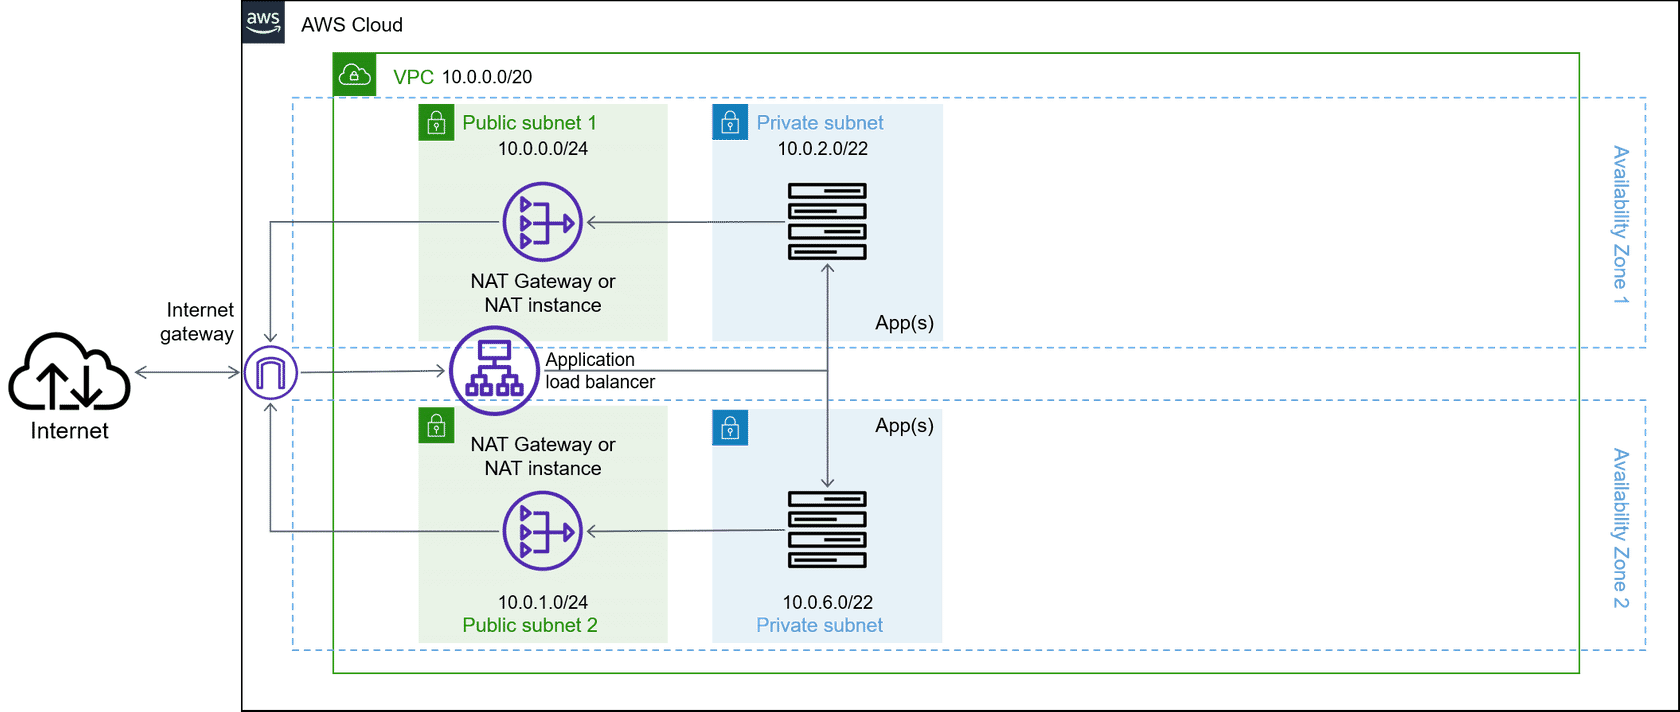 aws
AWS Cloud
VPC 10.0.0.0/20
Public subnet 1
10.0.0.0/24
Private subnet
10.0.2.0/22
NAT Gateway or
NAT instance
App(s)
Availability Zone 1
Internet
gateway
Internet
Application
load balancer
NAT Gateway or
NAT instance
App(s)
10.0.1.0/24
Public subnet 2
10.0.6.0/22
Private subnet
Availability Zone 2